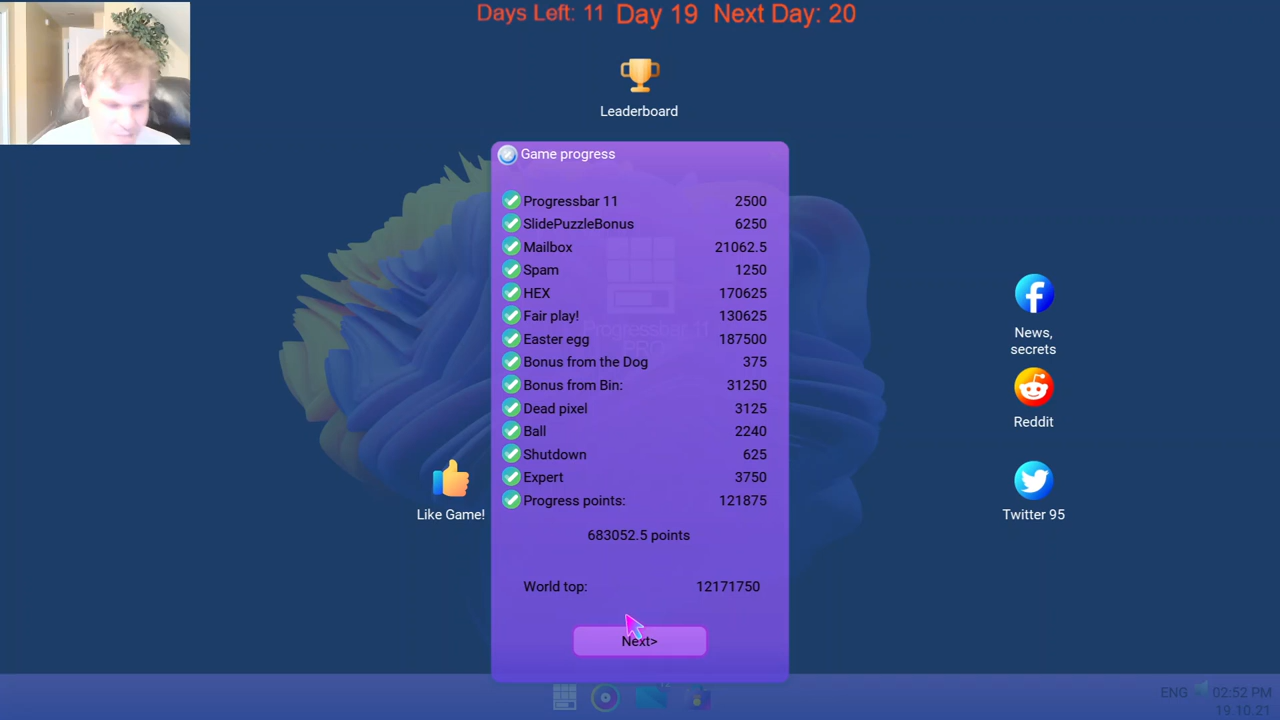 Days Left: 11 Day 19 Next Day: 20
Leaderboard
Game progress
Progressbar 11 2500
SlidePuzzleBonus 6250
Mailbox 21062.5
Spam 1250
HEX 170625
Fair play! 130625
Easter egg 187500
Bonus from the Dog 375
Bonus from Bin: 31250
Dead pixel 3125
Ball 2240
Shutdown 625
Expert 3750
Progress points: 121875
683052.5 points
World top: 12171750
Next>
Progressbar 11
PRO
Like Game!
News,
secrets
Reddit
Twitter 95
ENG 02:52 PM
19.10.21